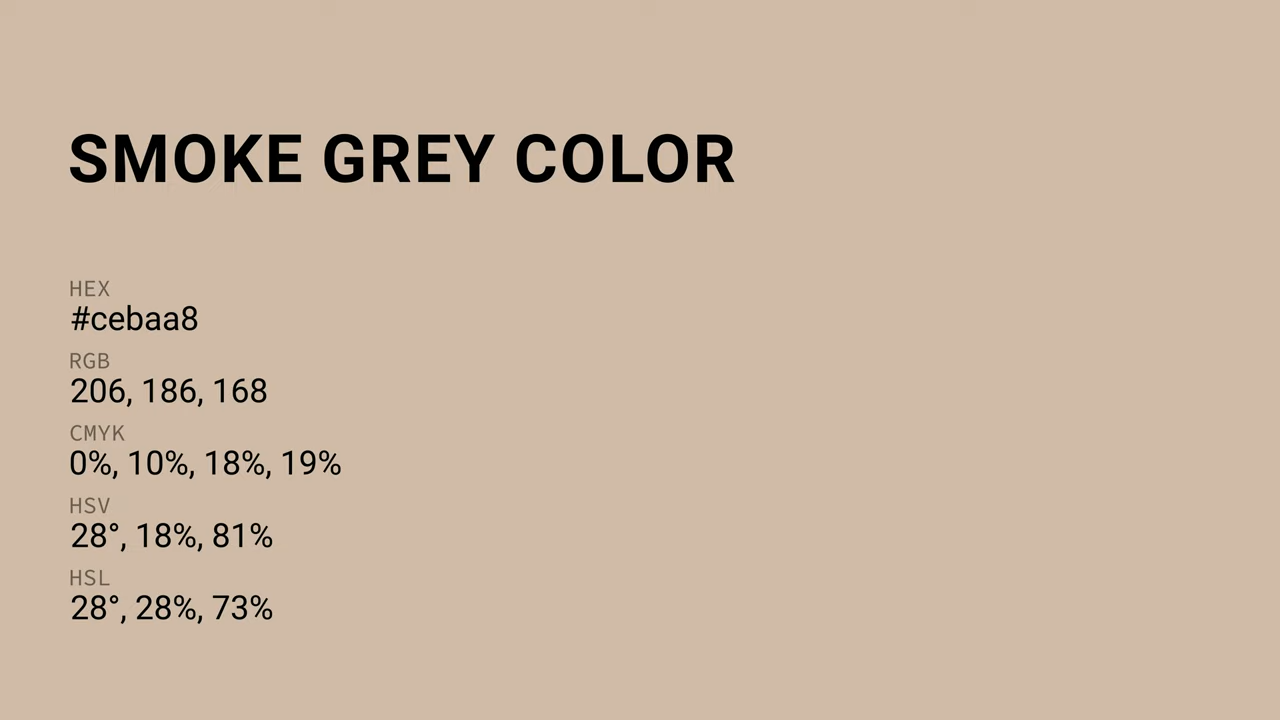 SMOKE GREY COLOR
HEX
#cebaa8
RGB
206, 186, 168
CMYK
0%, 10%, 18%, 19%
HSV
28°, 18%, 81%
HSL
28°, 28%, 73%